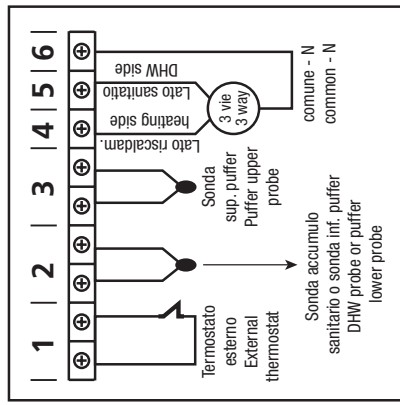 1
2
3
4
5
6
Termostato
esterno
External
thermostat
Sonda accumulo
sanitario o sonda inf. puffer
DHW probe or puffer
lower probe
Sonda
sup. puffer
Puffer upper
probe
Lato riscaldam.
heating side
Lato sanitatio
DHW side
3 vie
3 way
comune - N
common - N